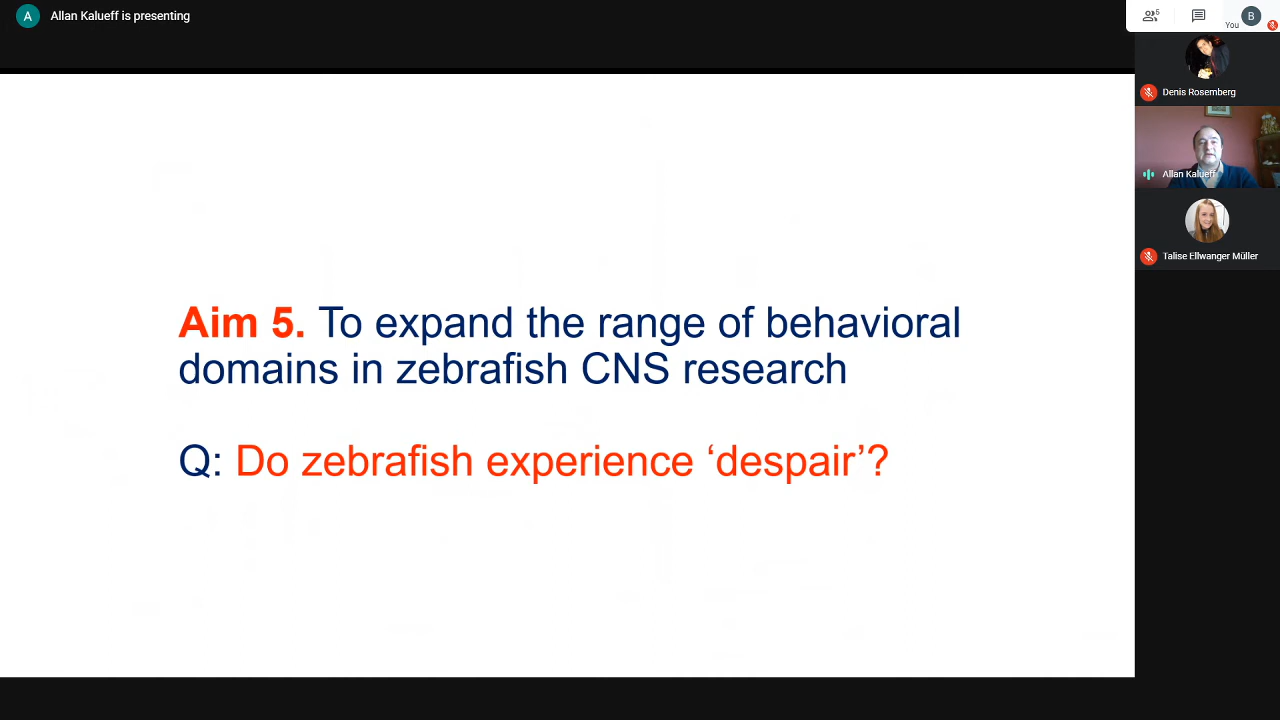 A
Allan Kalueff is presenting
5
You
B
Denis Rosemberg
Allan Kalueff
Talise Ellwanger Müller
Aim 5. To expand the range of behavioral
domains in zebrafish CNS research
Q: Do zebrafish experience ‘despair’?